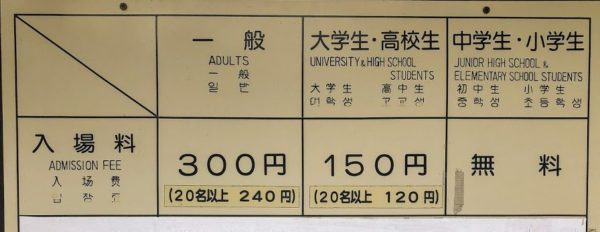 一般
ADULTS
一般
일반
大学生・高校生
UNIVERSITY & HIGH SCHOOL
STUDENTS
大学生 高中生
대학생 고교생
中学生・小学生
JUNIOR HIGH SCHOOL &
ELEMENTARY SCHOOL STUDENTS
初中生 小学生
중학생 초등학생
入場料
ADMISSION FEE
入场费
입장료
300円
(20名以上 240円)
150円
(20名以上 120円)
無料